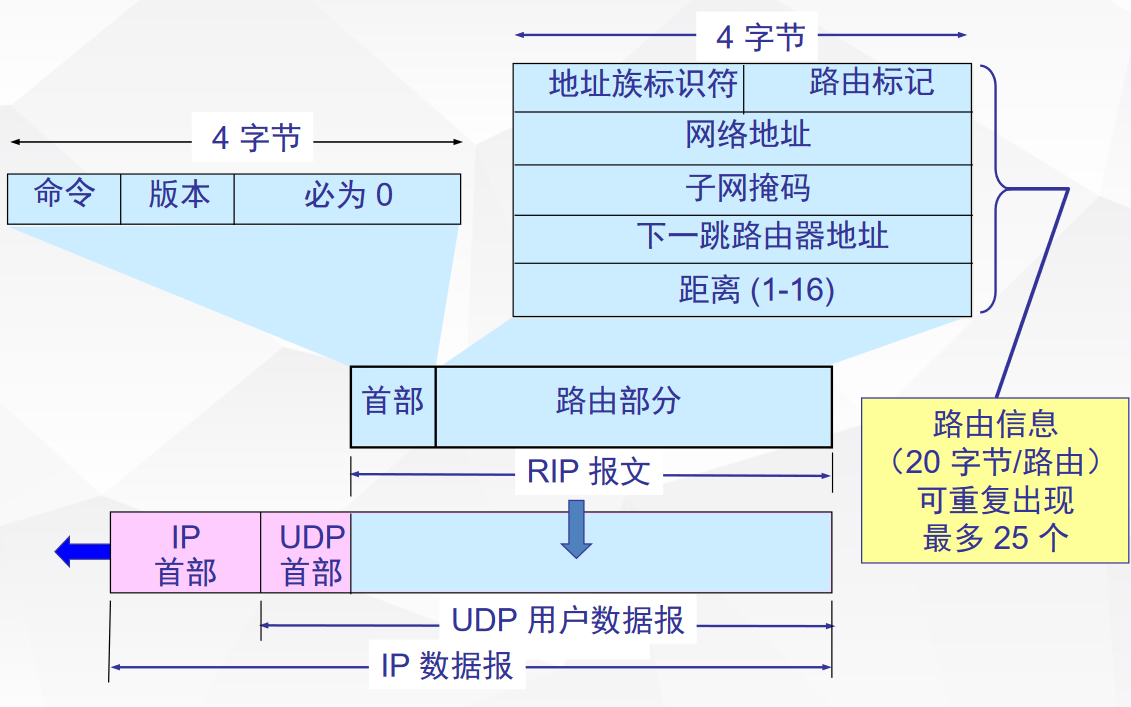 4 字节
地址族标识符
路由标记
网络地址
子网掩码
下一跳路由器地址
距离 (1-16)
4 字节
命令
版本
必为 0
首部
路由部分
路由信息
（20 字节/路由）
可重复出现
最多 25 个
RIP 报文
IP
首部
UDP
首部
UDP 用户数据报
IP 数据报